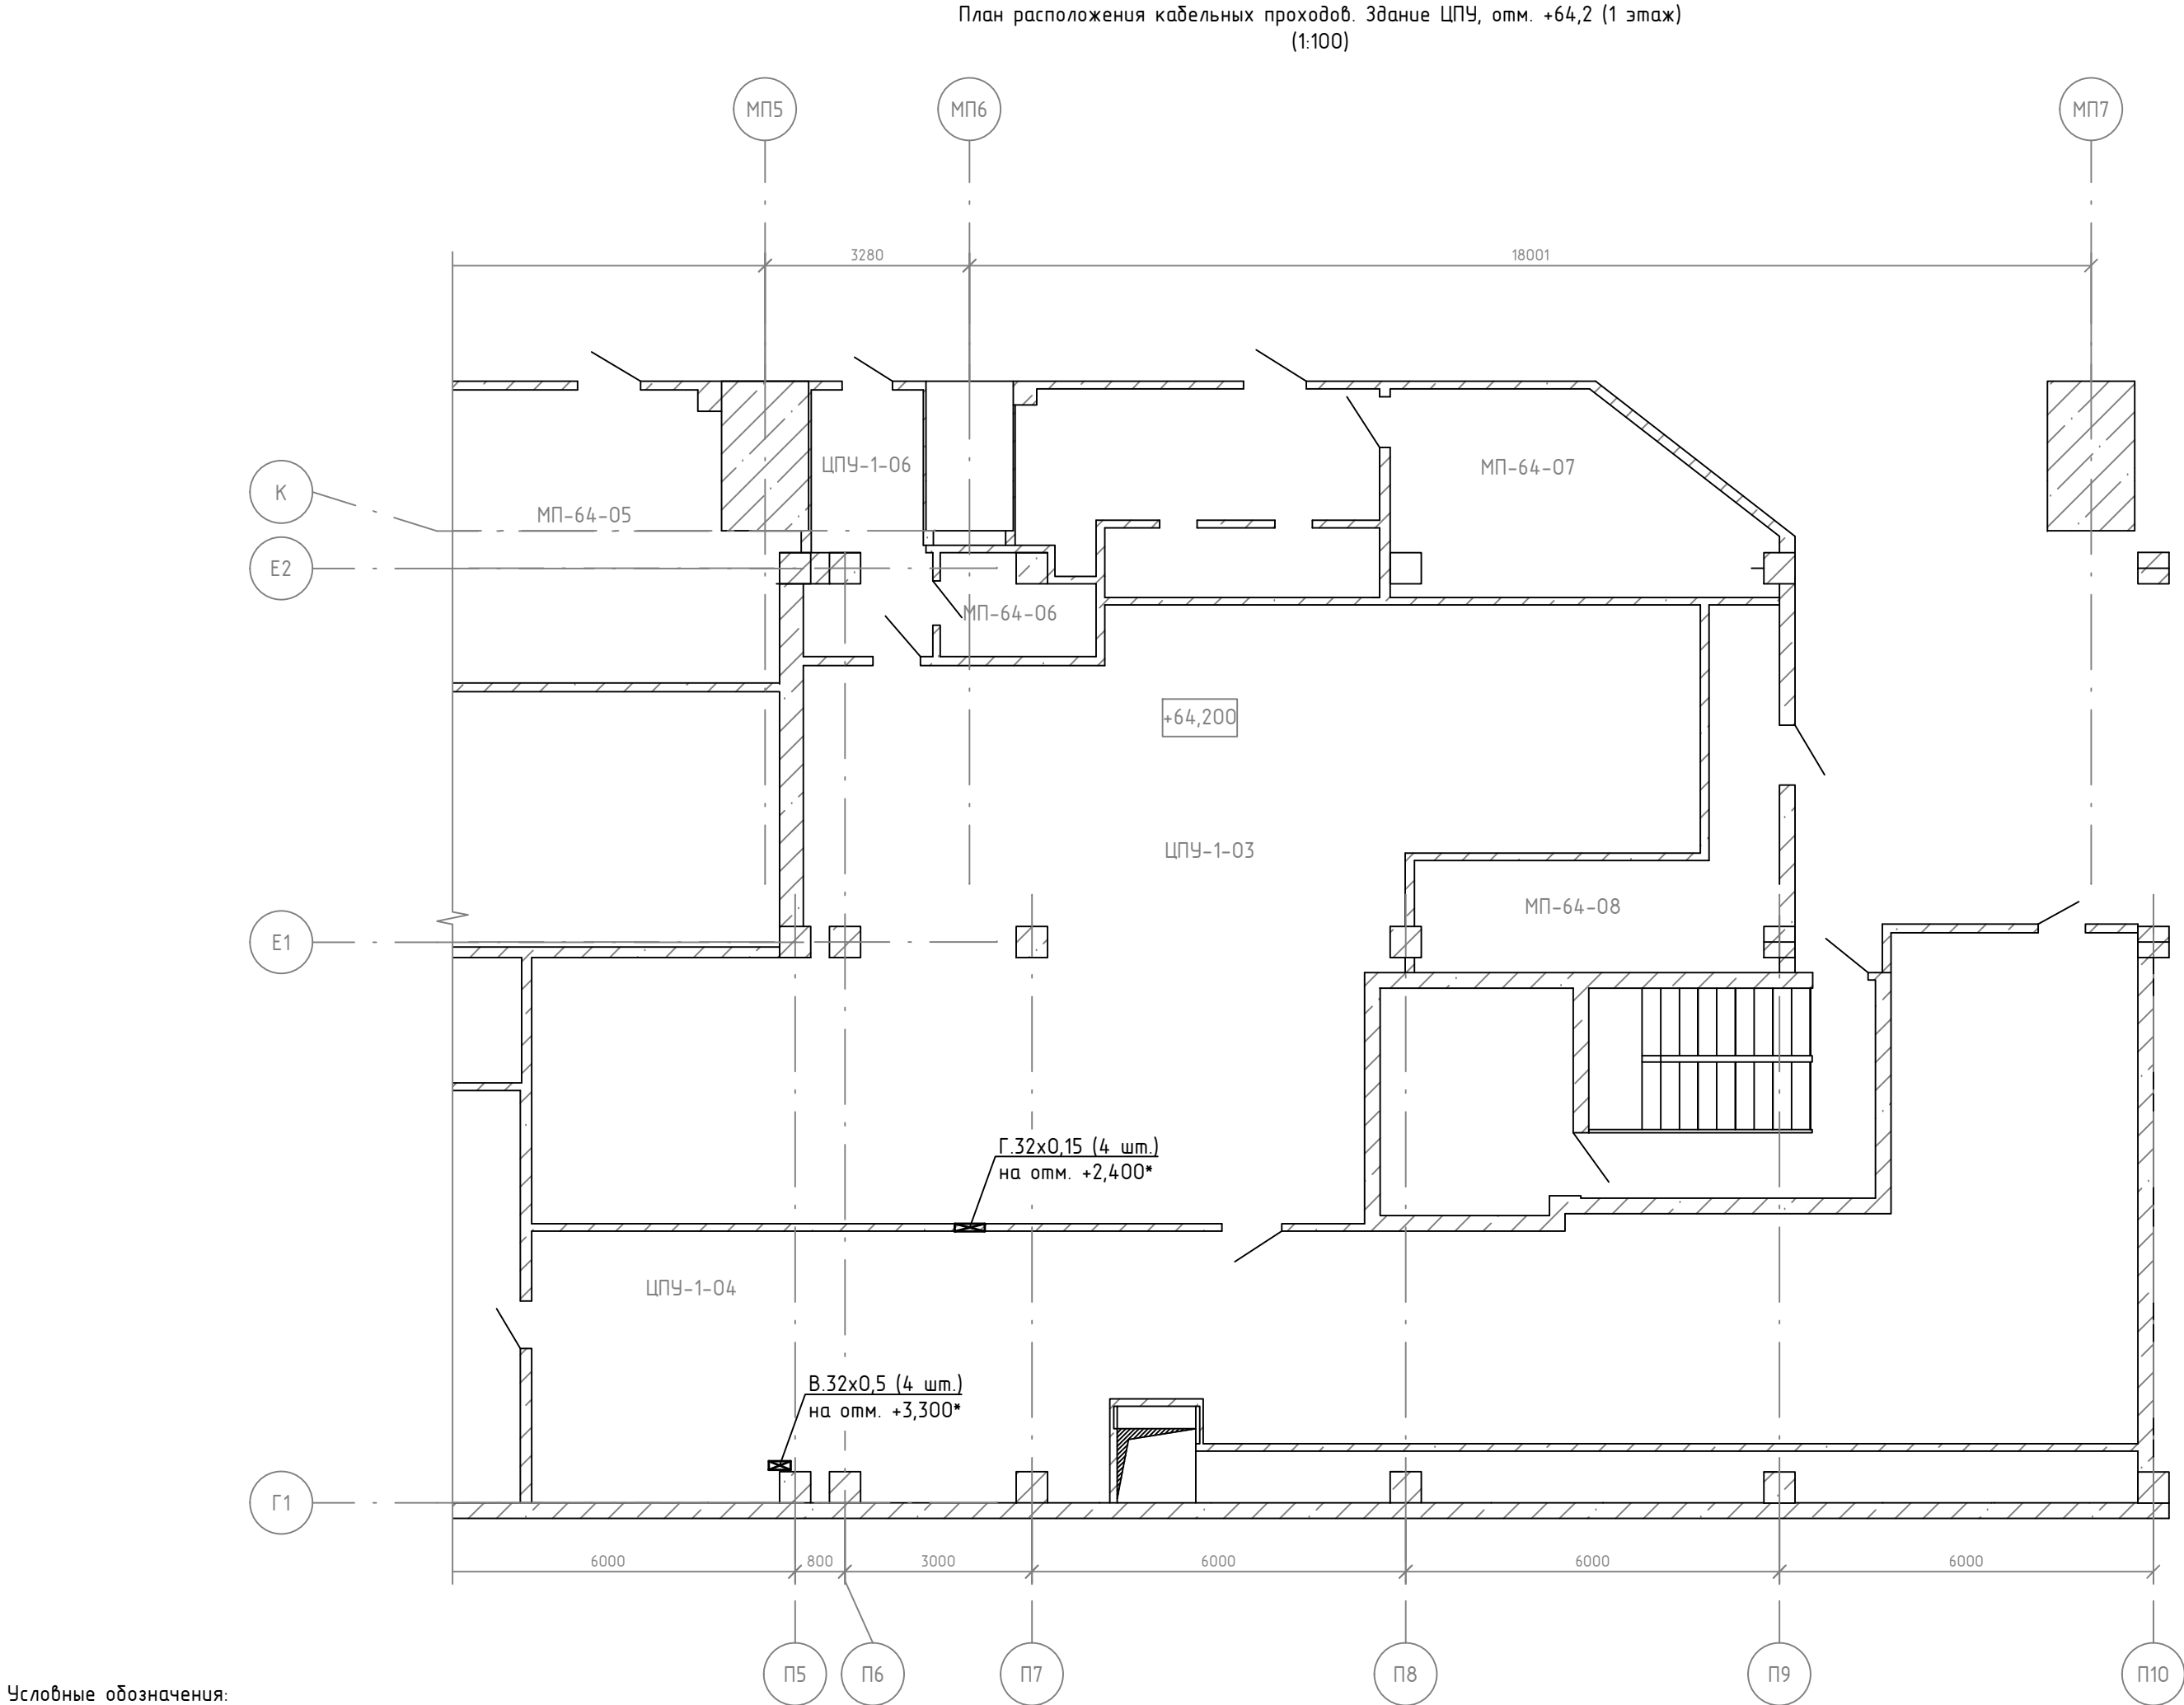 План расположения кабельных проходов. Здание ЦПУ, отм. +64,2 (1 этаж)
(1:100)
МП5
МП6
МП7
3280
18001
ЦПУ-1-06
МП-64-07
К
МП-64-05
Е2
МП-64-06
+64,200
ЦПУ-1-03
МП-64-08
Е1
Г.32х0,15 (4 шт.)
на отм. +2,400*
ЦПУ-1-04
В.32х0,5 (4 шт.)
на отм. +3,300*
Г1
6000
800
3000
6000
6000
6000
П5
П6
П7
П8
П9
П10
Условные обозначения: